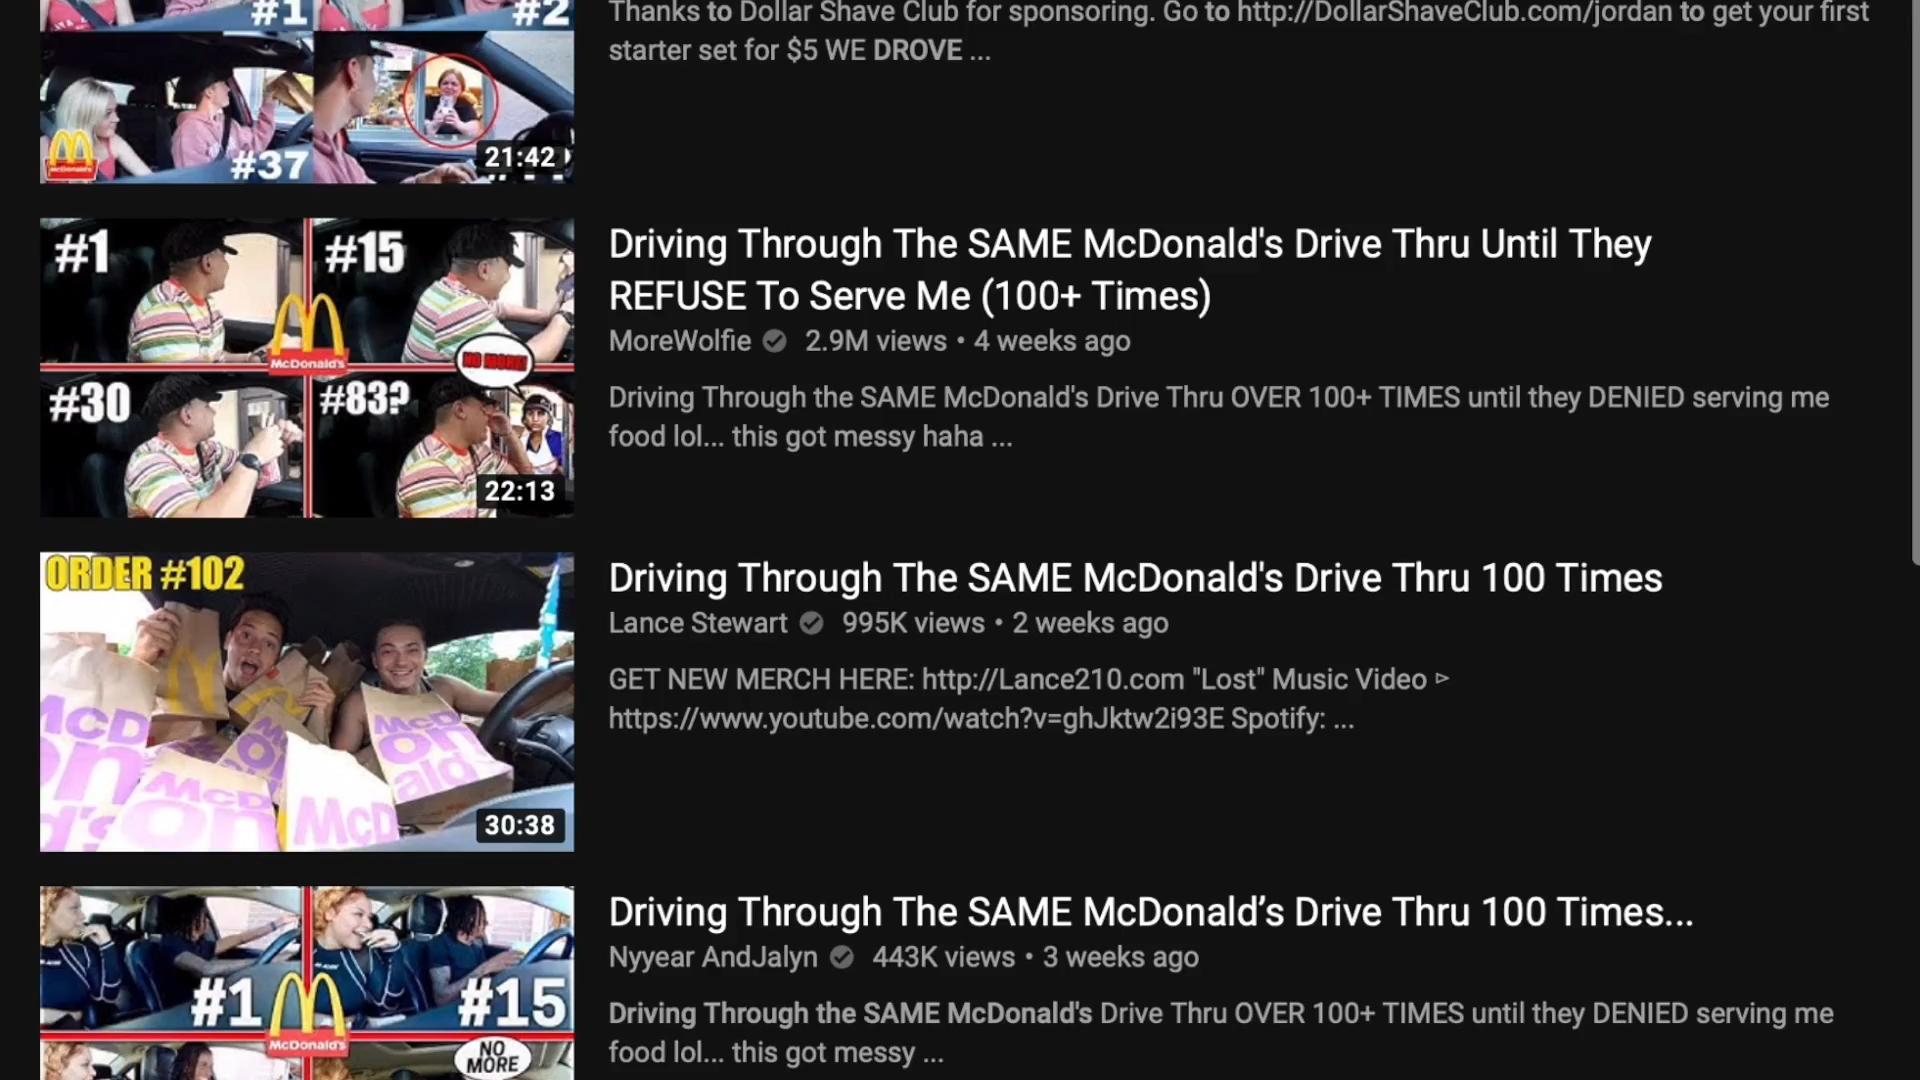 #1
#2
Thanks to Dollar Shave Club for sponsoring. Go to http://DollarShaveClub.com/jordan to get your first
starter set for $5 WE DROVE ...
McDonald's
#37
21:42
#1
#15
McDonald's
NO MORE!
#30
#83?
22:13
Driving Through The SAME McDonald's Drive Thru Until They
REFUSE To Serve Me (100+ Times)
MoreWolfie 2.9M views • 4 weeks ago
Driving Through the SAME McDonald's Drive Thru OVER 100+ TIMES until they DENIED serving me
food lol... this got messy haha ...
ORDER #102
McD
on
ald's
30:38
Driving Through The SAME McDonald's Drive Thru 100 Times
Lance Stewart 995K views • 2 weeks ago
GET NEW MERCH HERE: http://Lance210.com "Lost" Music Video ▹
https://www.youtube.com/watch?v=ghJktw2i93E Spotify: ...
#1
#15
McDonald's
NO
MORE
Driving Through The SAME McDonald’s Drive Thru 100 Times...
Nyyear AndJalyn 443K views • 3 weeks ago
Driving Through the SAME McDonald's Drive Thru OVER 100+ TIMES until they DENIED serving me
food lol... this got messy ...